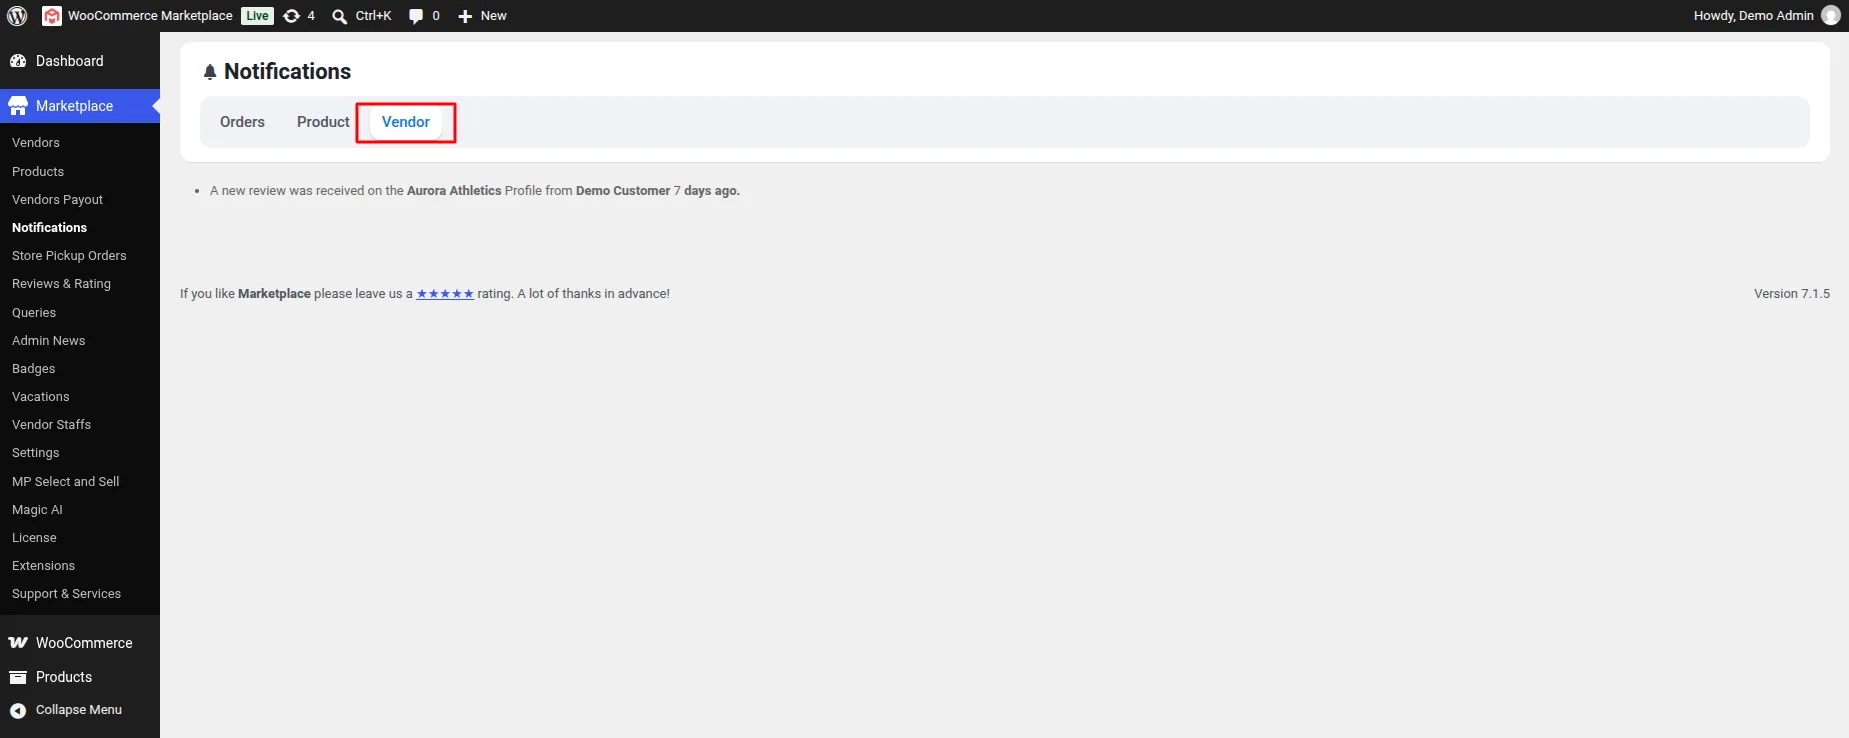 WooCommerce Marketplace Live 4 Ctrl+K 0 New Howdy, Demo Admin
Dashboard
Marketplace
Vendors
Products
Vendors Payout
Notifications
Store Pickup Orders
Reviews & Rating
Queries
Admin News
Badges
Vacations
Vendor Staffs
Settings
MP Select and Sell
Magic AI
License
Extensions
Support & Services
WooCommerce
Products
Collapse Menu
Notifications
Orders Product Vendor
• A new review was received on the Aurora Athletics Profile from Demo Customer 7 days ago.
If you like Marketplace please leave us a ★★★★★ rating. A lot of thanks in advance! Version 7.1.5